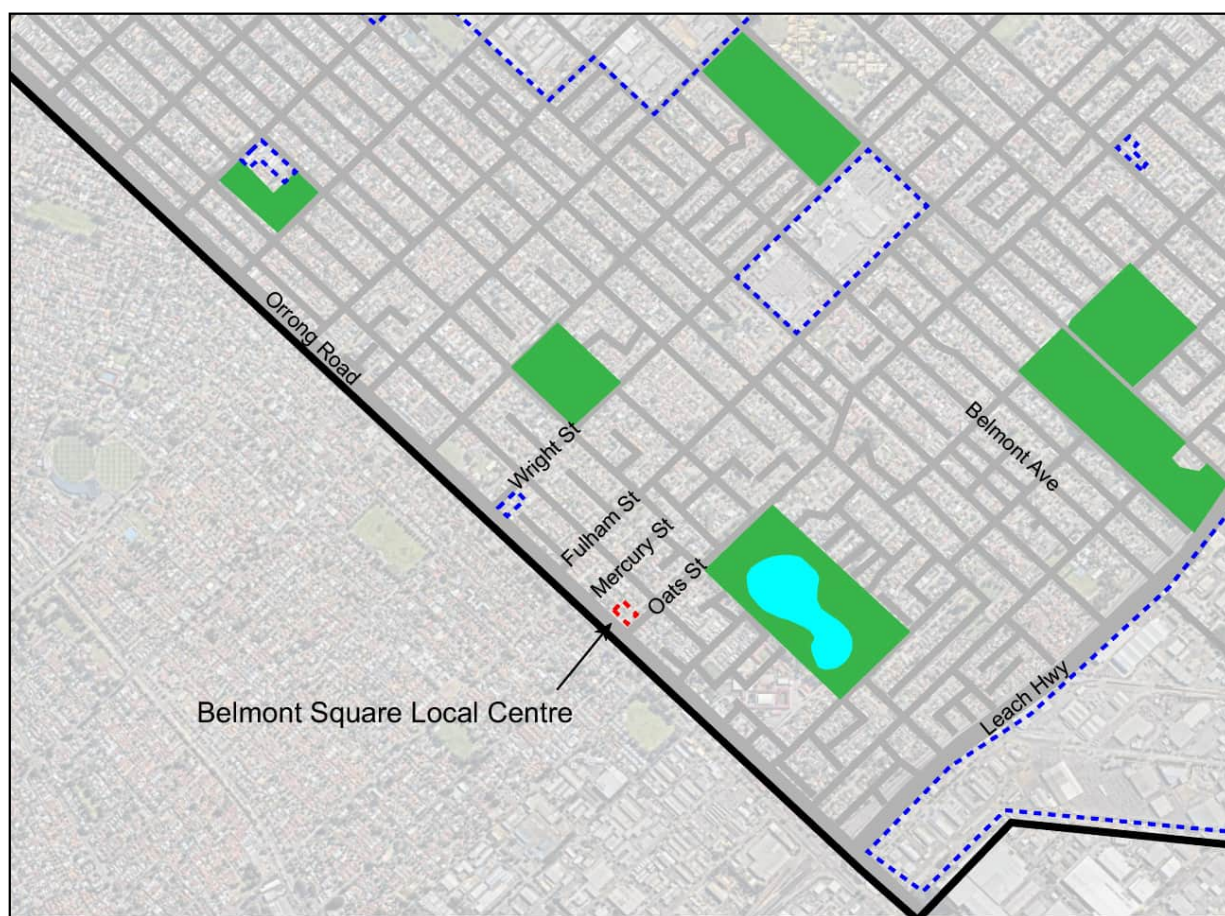 Orrong Road
Wright St
Belmont Ave
Fulham St
Mercury St
Oats St
Leach Hwy
Belmont Square Local Centre